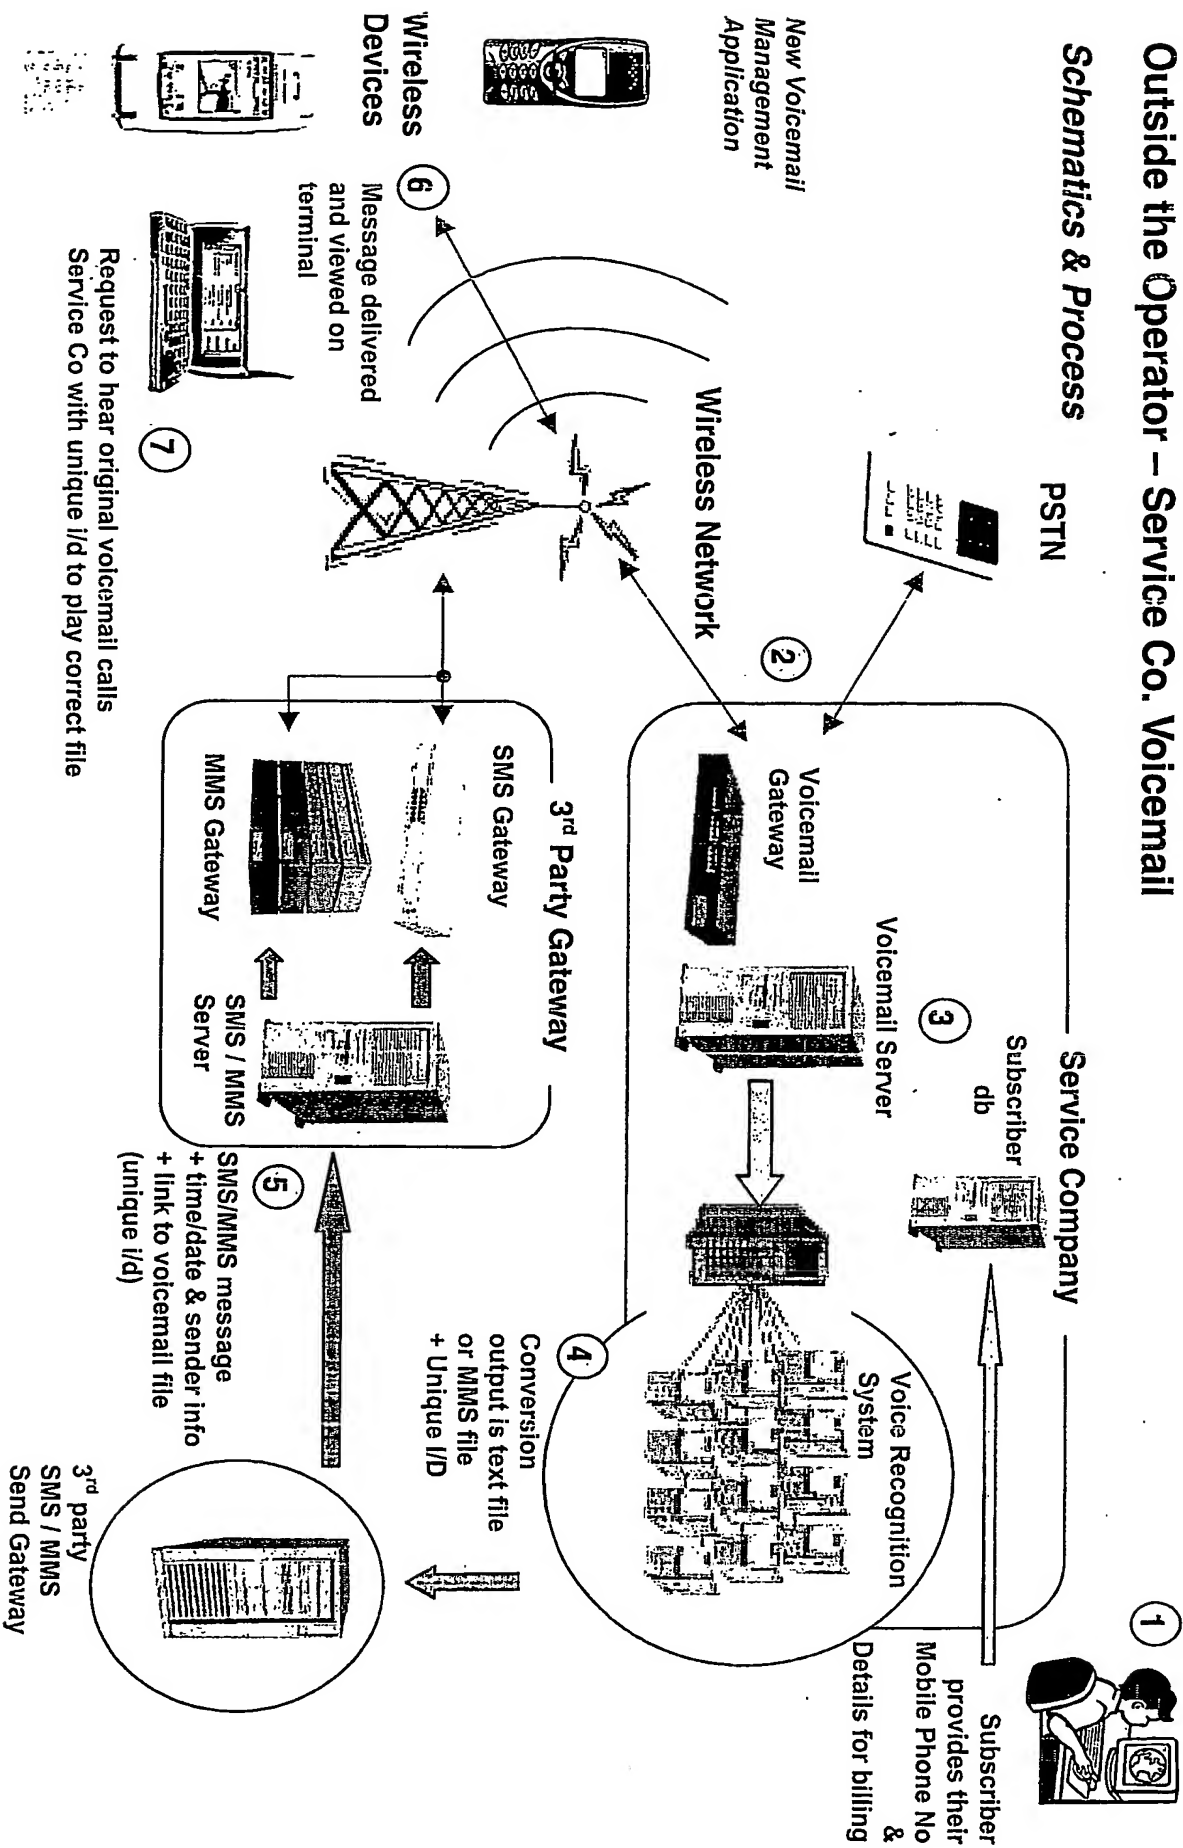 Outside the Operator – Service Co. Voicemail
Schematics & Process
New Voicemail
Management
Application
PSTN
Wireless Network
Wireless
Devices
6
Message delivered
and viewed on
terminal
7
Request to hear original voicemail calls
Service Co with unique i/d to play correct file
2
Service Company
Voicemail
Gateway
Voicemail Server
3
Subscriber
db
Voice Recognition
System
4
Conversion
output is text file
or MMS file
+ Unique I/D
1
Subscriber
provides their
Mobile Phone No
&
Details for billing
3rd Party Gateway
SMS Gateway
MMS Gateway
SMS / MMS
Server
5
SMS/MMS message
+ time/date & sender info
+ link to voicemail file
(unique i/d)
3rd party
SMS / MMS
Send Gateway